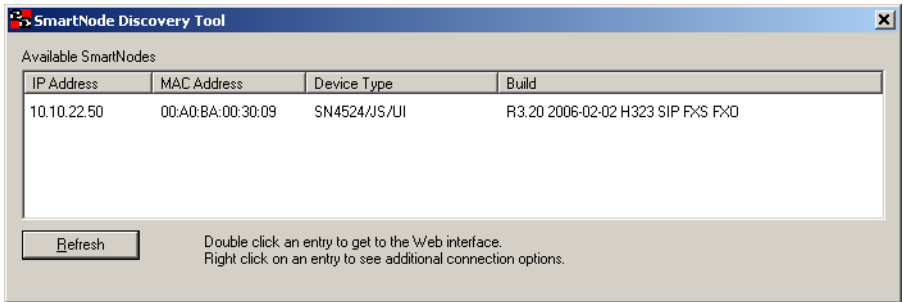 SmartNode Discovery Tool
Available SmartNodes
IP Address MAC Address Device Type Build
10.10.22.50 00:A0:BA:00:30:09 SN4524/JS/UI R3.20 2006-02-02 H323 SIP FXS FXO
Refresh
Double click an entry to get to the Web interface.
Right click on an entry to see additional connection options.